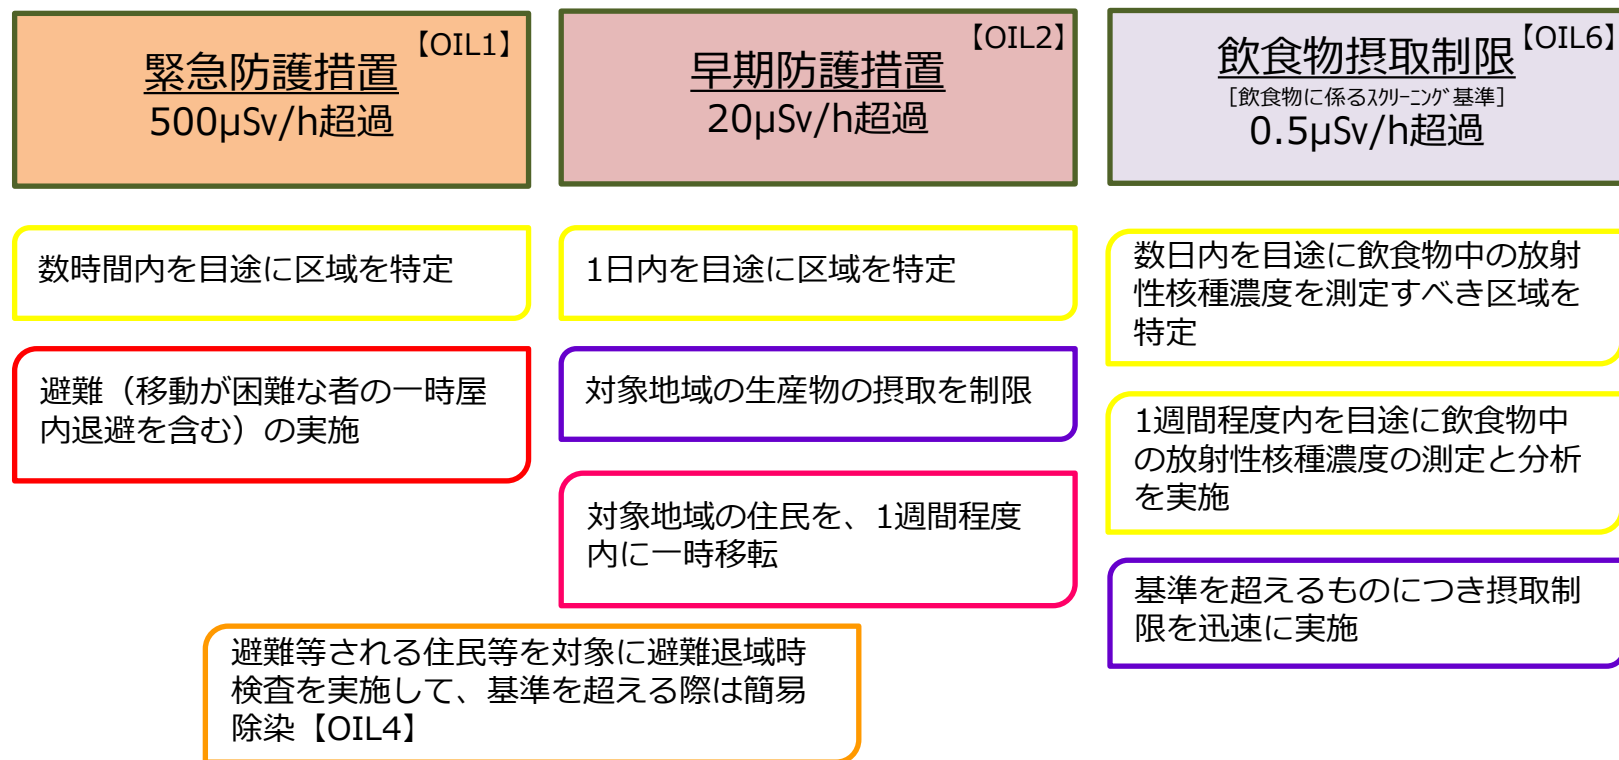 【OIL1】
緊急防護措置
500μSv/h超過
数時間内を目途に区域を特定
避難（移動が困難な者の一時屋
内退避を含む）の実施
【OIL2】
早期防護措置
20μSv/h超過
1日内を目途に区域を特定
対象地域の生産物の摂取を制限
対象地域の住民を、1週間程度
内に一時移転
避難等される住民等を対象に避難退域時
検査を実施して、基準を超える際は簡易
除染【OIL4】
【OIL6】
飲食物摂取制限
[飲食物に係るｽｸﾘｰﾆﾝｸﾞ基準]
0.5μSv/h超過
数日内を目途に飲食物中の放射
性核種濃度を測定すべき区域を
特定
1週間程度内を目途に飲食物中
の放射性核種濃度の測定と分析
を実施
基準を超えるものにつき摂取制
限を迅速に実施